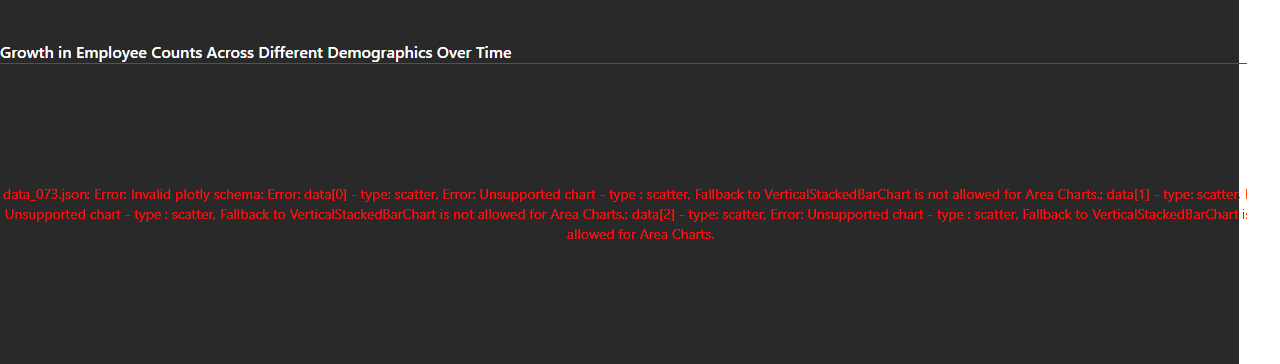 Growth in Employee Counts Across Different Demographics Over Time
data_073.json: Error: Invalid plotly schema: Error: data[0] - type: scatter, Error: Unsupported chart - type : scatter, Fallback to VerticalStackedBarChart is not allowed for Area Charts.; data[1] - type: scatter,
Unsupported chart - type : scatter, Fallback to VerticalStackedBarChart is not allowed for Area Charts.; data[2] - type: scatter, Error: Unsupported chart - type : scatter, Fallback to VerticalStackedBarChart
allowed for Area Charts.